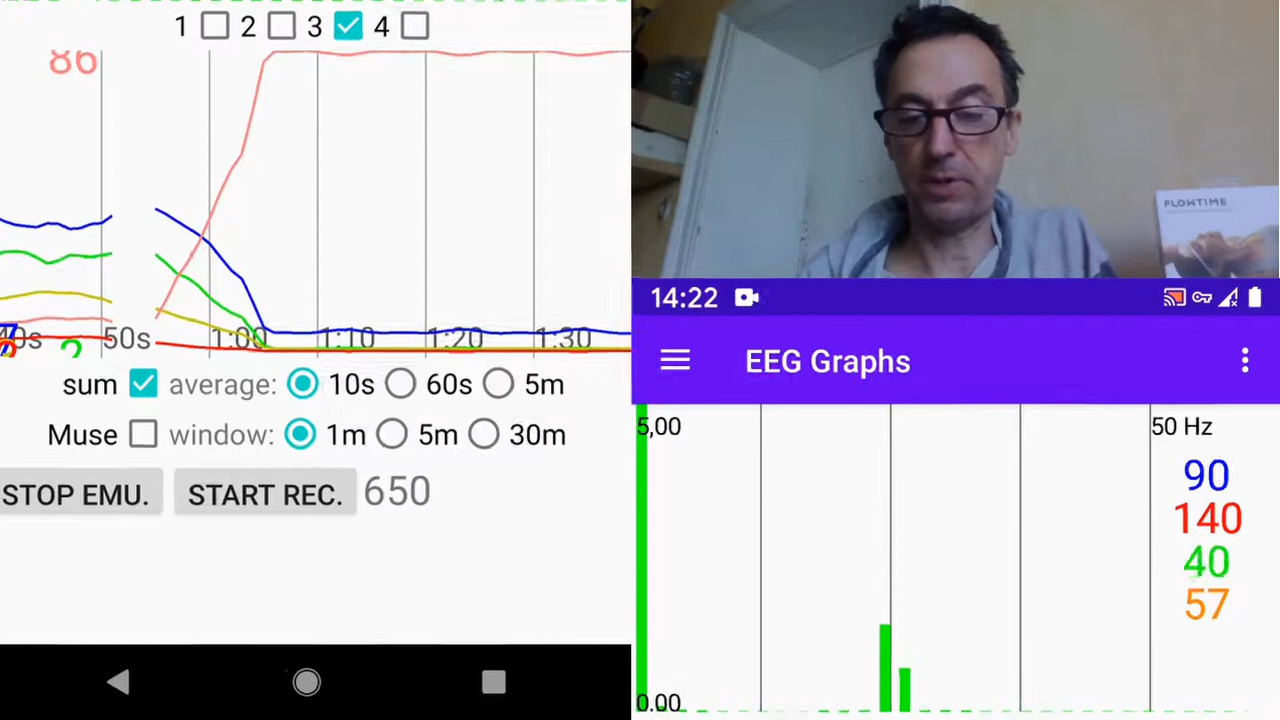 1 2 3 4
86
50s 1:00 1:10 1:20 1:30
sum average: 10s 60s 5m
Muse window: 1m 5m 30m
STOP EMU. START REC. 650
FLOWTIME
14:22
EEG Graphs
5,00 50 Hz
90
140
40
57
0.00